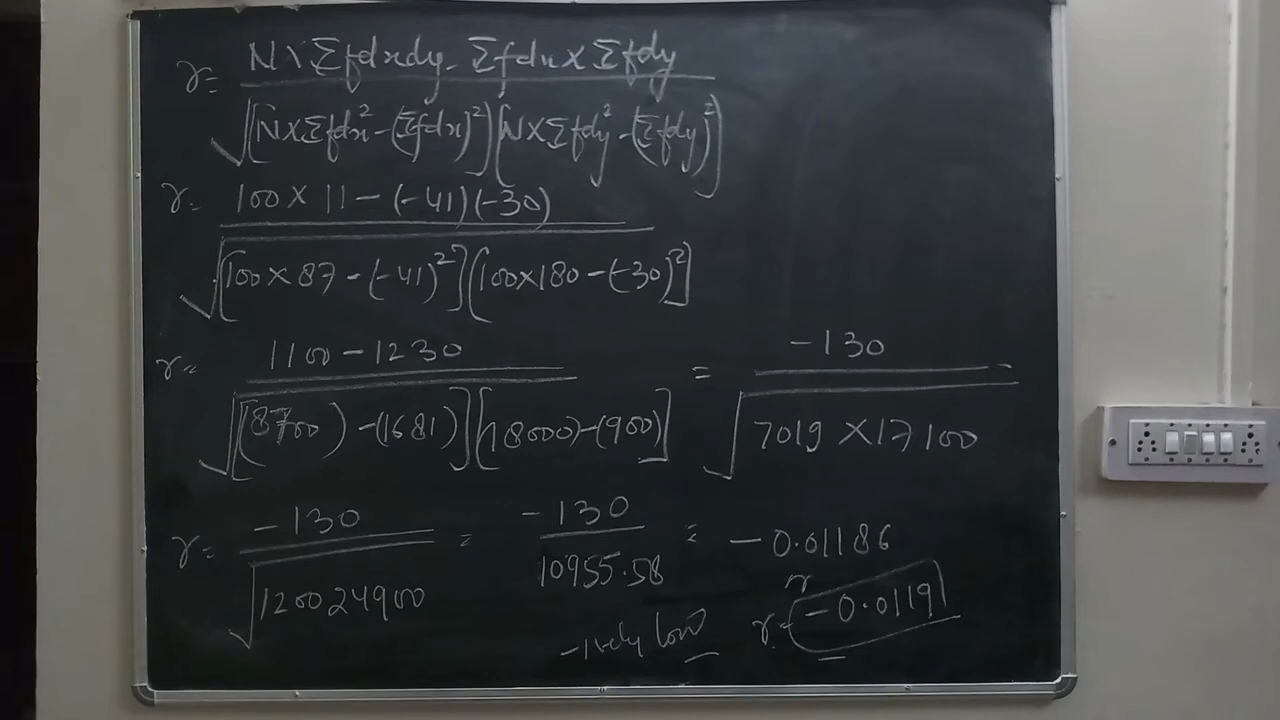 r = N × Σfdxdy - Σfdx × Σfdy
√[N×Σfdx² - (Σfdx)²][N×Σfdy² - (Σfdy)²]
r = 100 × 11 - (-41)(-30)
√[100×87 - (-41)²][100×180 - (-30)²]
r = 1100 - 1230 = -130
√[(8700) - (1681)][(18000) - (900)] √7019 × 17100
r = -130 = -130 = -0.01186
√120024900 10955.58
low r = -0.0119